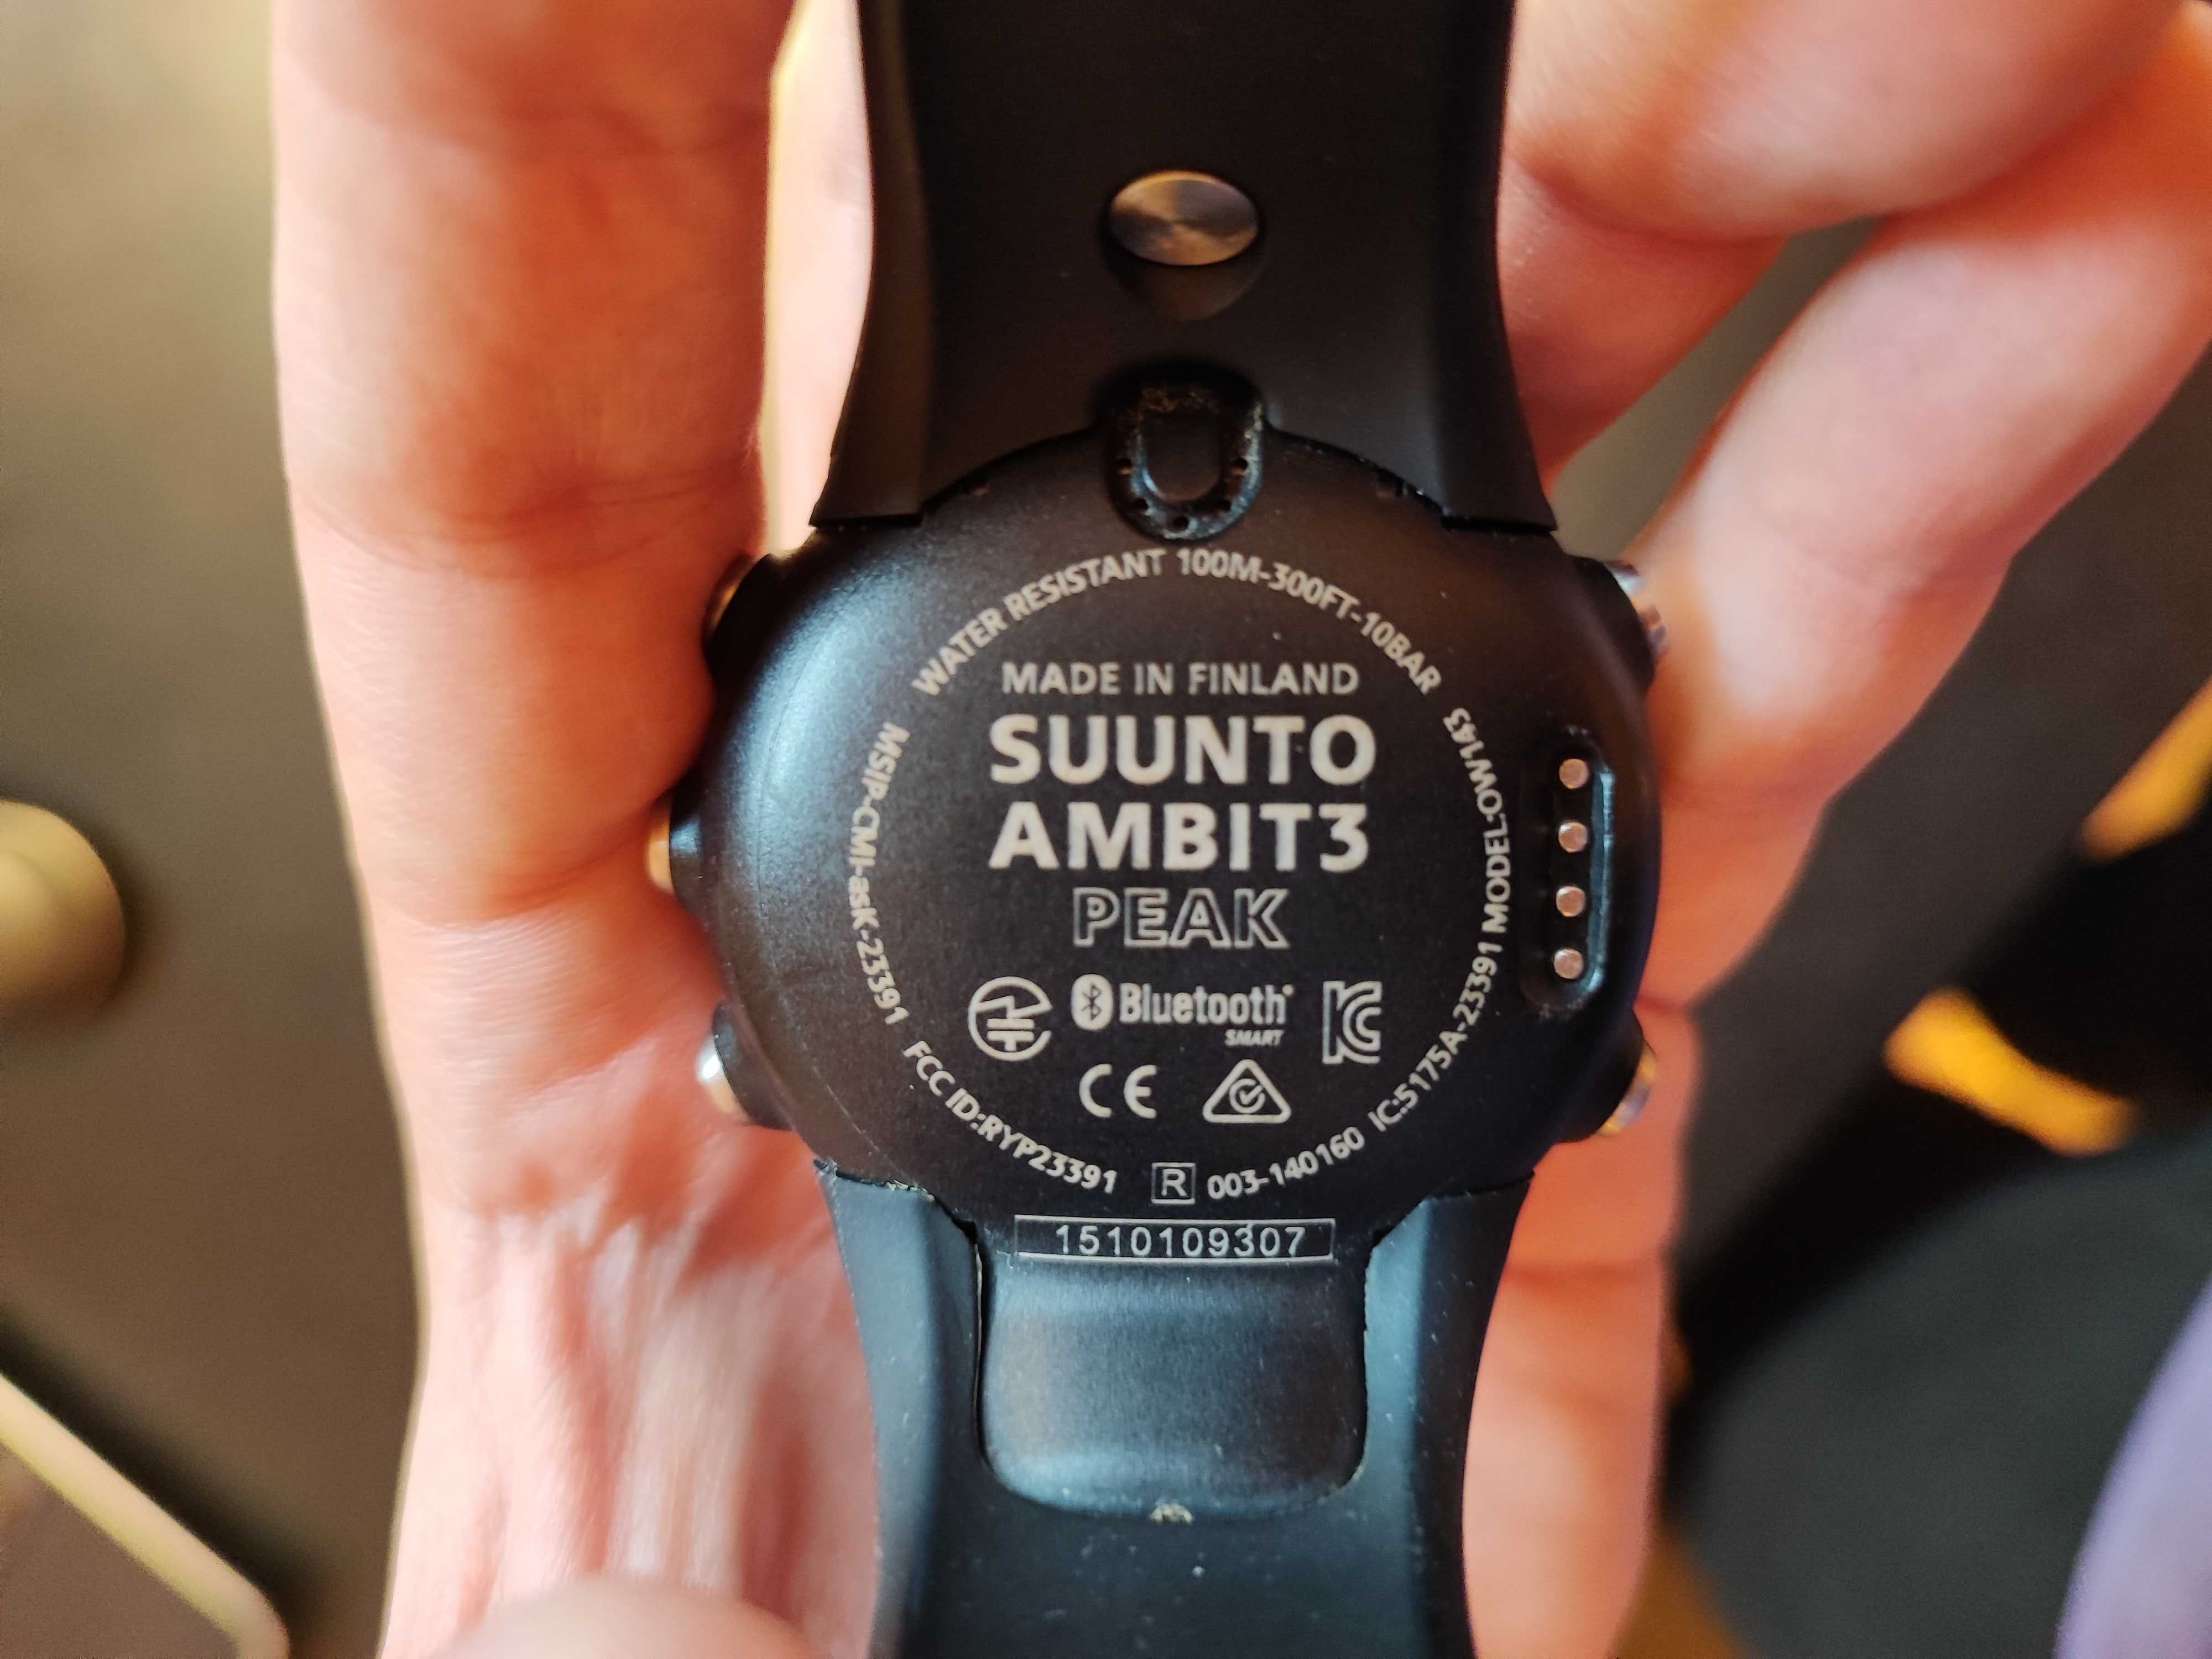 WATER RESISTANT 100M-300FT-10BAR
MADE IN FINLAND
SUUNTO
AMBIT3
PEAK
Bluetooth®
SMART
CE
MSIP-CMI-asK-23391
FCC ID:RYP23391
R 003-140160
IC:5175A-23391 MODEL:OW143
1510109307